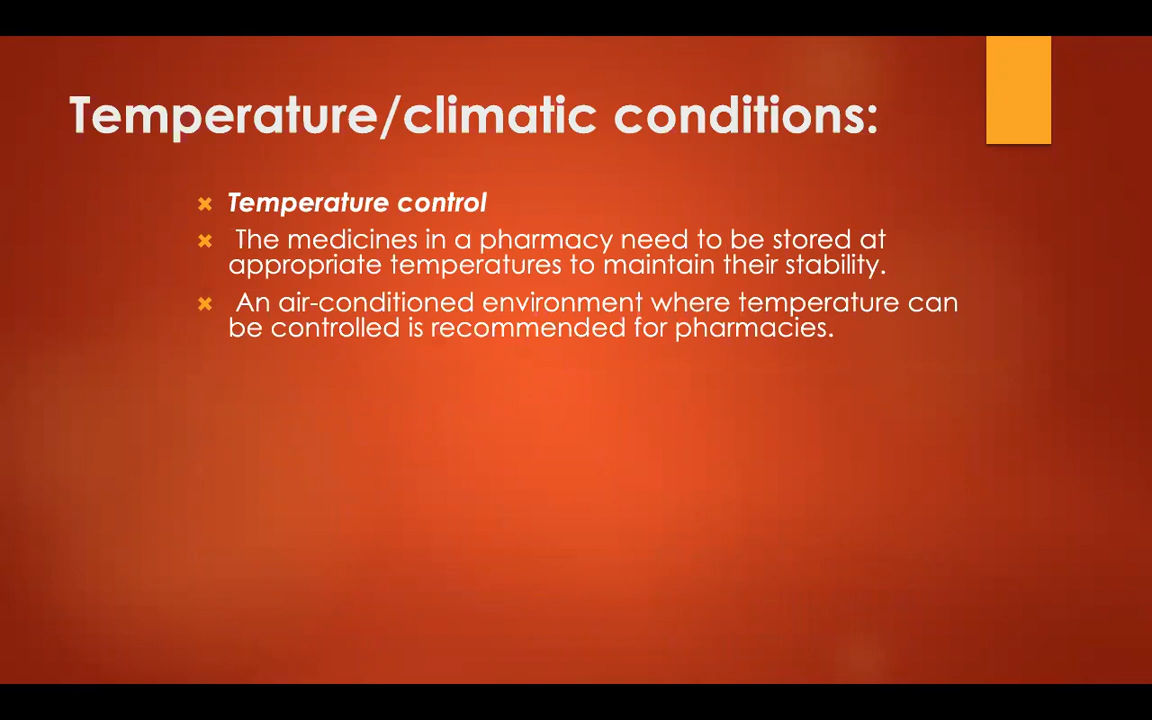 Temperature/climatic conditions:
Temperature control
The medicines in a pharmacy need to be stored at
appropriate temperatures to maintain their stability.
An air-conditioned environment where temperature can
be controlled is recommended for pharmacies.